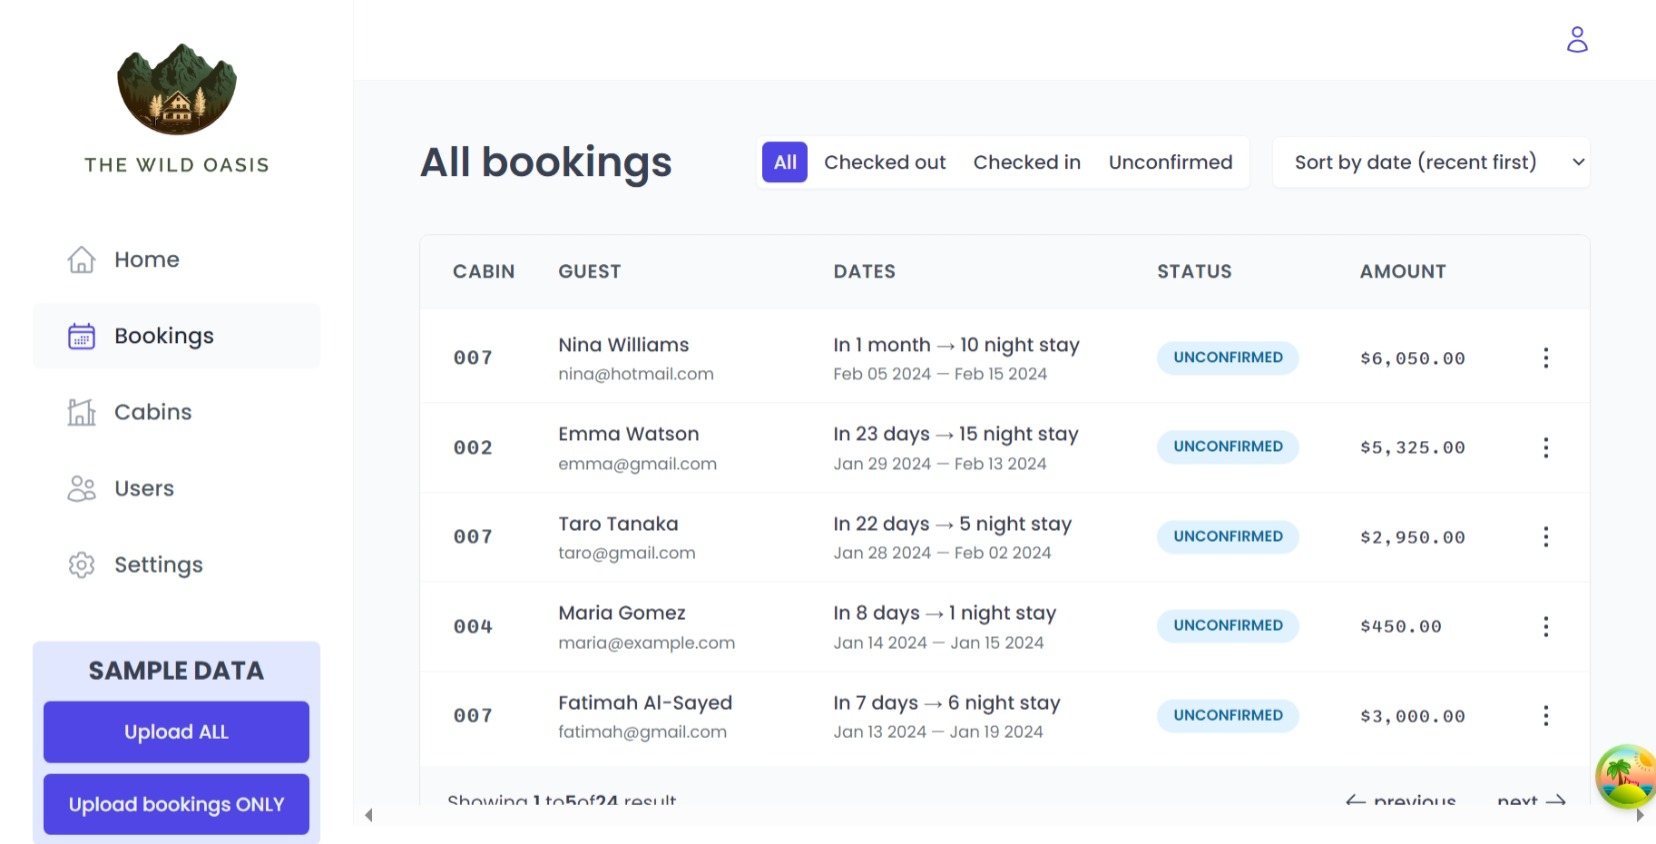 THE WILD OASIS
Home
Bookings
Cabins
Users
Settings
SAMPLE DATA
Upload ALL
Upload bookings ONLY
All bookings
All Checked out Checked in Unconfirmed
Sort by date (recent first)
CABIN GUEST DATES STATUS AMOUNT
007 Nina Williams In 1 month → 10 night stay UNCONFIRMED $6,050.00
nina@hotmail.com Feb 05 2024 — Feb 15 2024
002 Emma Watson In 23 days → 15 night stay UNCONFIRMED $5,325.00
emma@gmail.com Jan 29 2024 — Feb 13 2024
007 Taro Tanaka In 22 days → 5 night stay UNCONFIRMED $2,950.00
taro@gmail.com Jan 28 2024 — Feb 02 2024
004 Maria Gomez In 8 days → 1 night stay UNCONFIRMED $450.00
maria@example.com Jan 14 2024 — Jan 15 2024
007 Fatimah Al-Sayed In 7 days → 6 night stay UNCONFIRMED $3,000.00
fatimah@gmail.com Jan 13 2024 — Jan 19 2024
Showing 1 to5of24 result
← previous next →